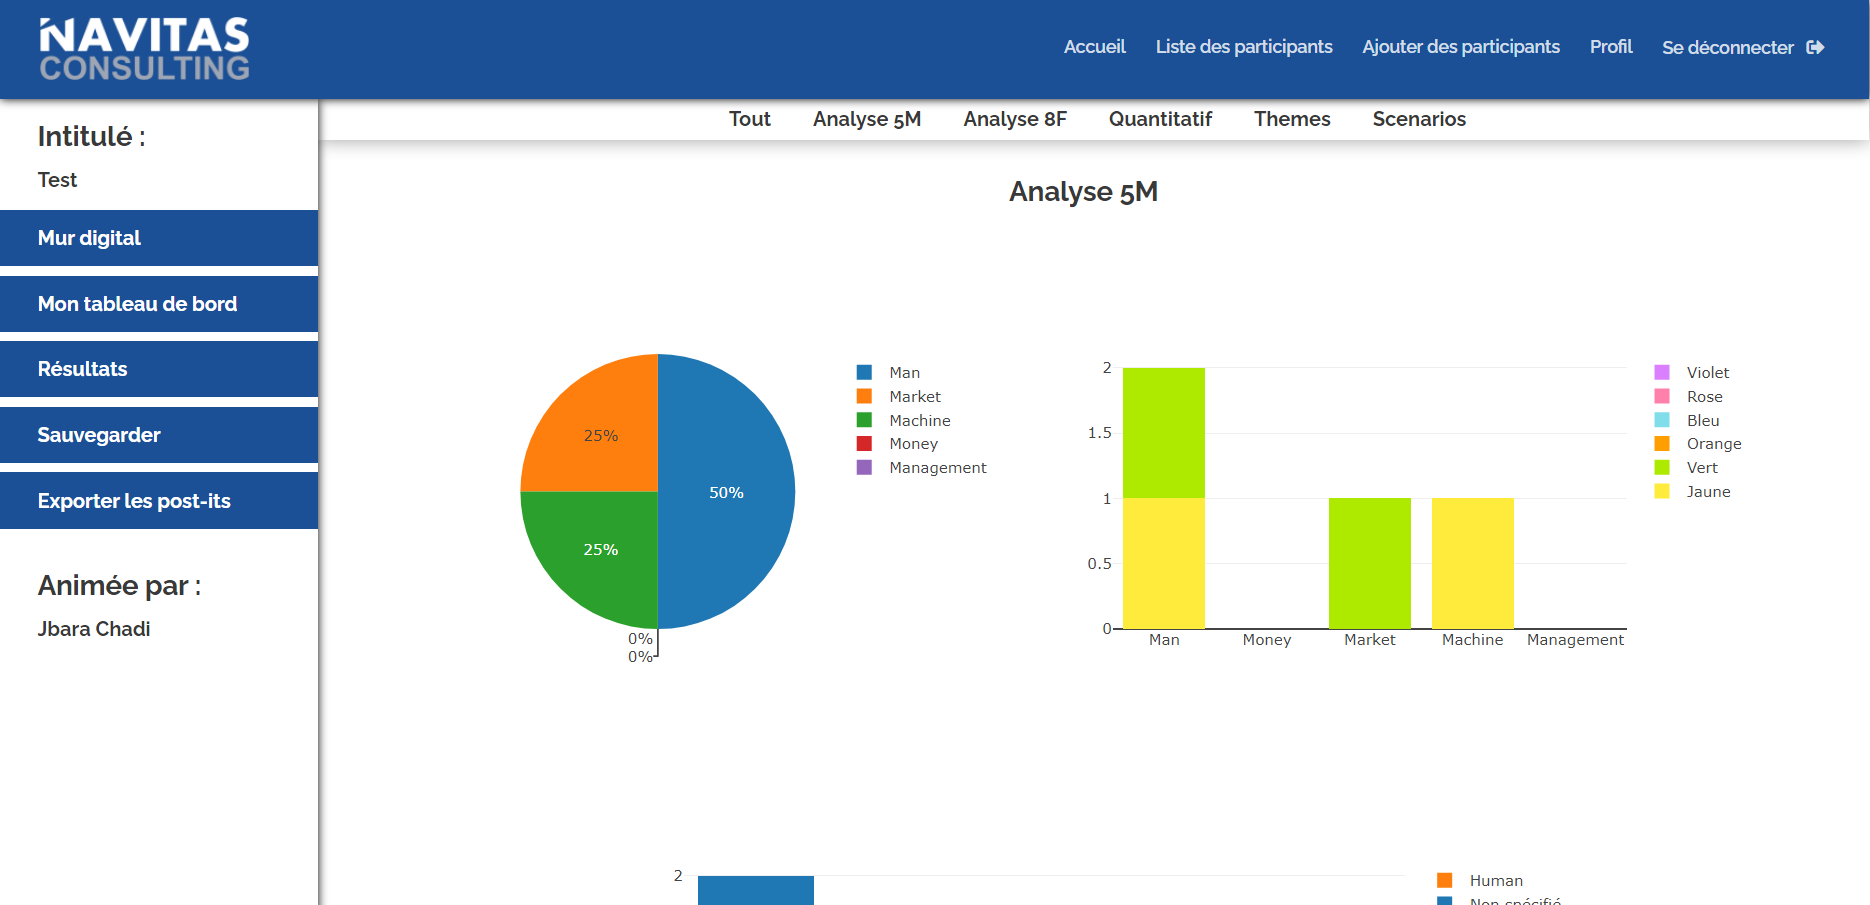 NAVITAS
CONSULTING
Accueil Liste des participants Ajouter des participants Profil Se déconnecter
Tout Analyse 5M Analyse 8F Quantitatif Themes Scenarios
Intitulé :
Test
Mur digital
Mon tableau de bord
Résultats
Sauvegarder
Exporter les post-its
Animée par :
Jbara Chadi
Analyse 5M
25%
50%
25%
0%
0%
Man
Market
Machine
Money
Management
2
1.5
1
0.5
0
Man Money Market Machine Management
Violet
Rose
Bleu
Orange
Vert
Jaune
2
Human
Non spécifié